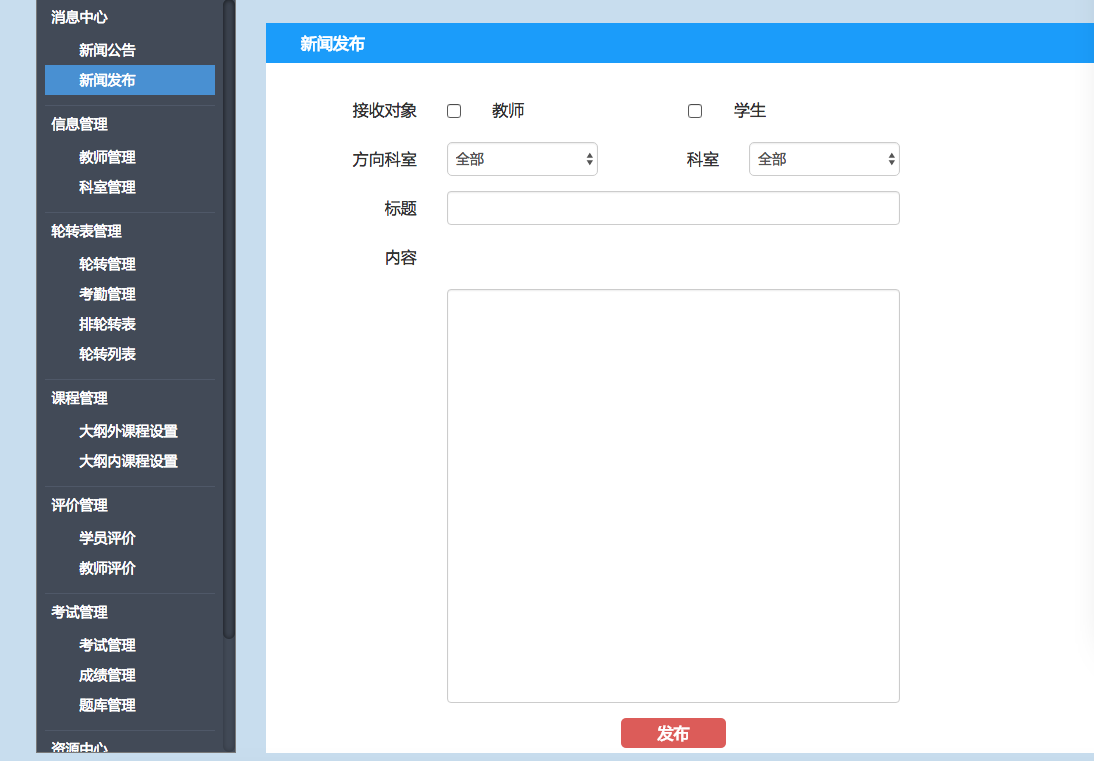 消息中心
新闻公告
新闻发布
信息管理
教师管理
科室管理
轮转表管理
轮转管理
考勤管理
排轮转表
轮转列表
课程管理
大纲外课程设置
大纲内课程设置
评价管理
学员评价
教师评价
考试管理
考试管理
成绩管理
题库管理
资源中心
新闻发布
接收对象 教师 学生
方向科室 全部 科室 全部
标题
内容
发布